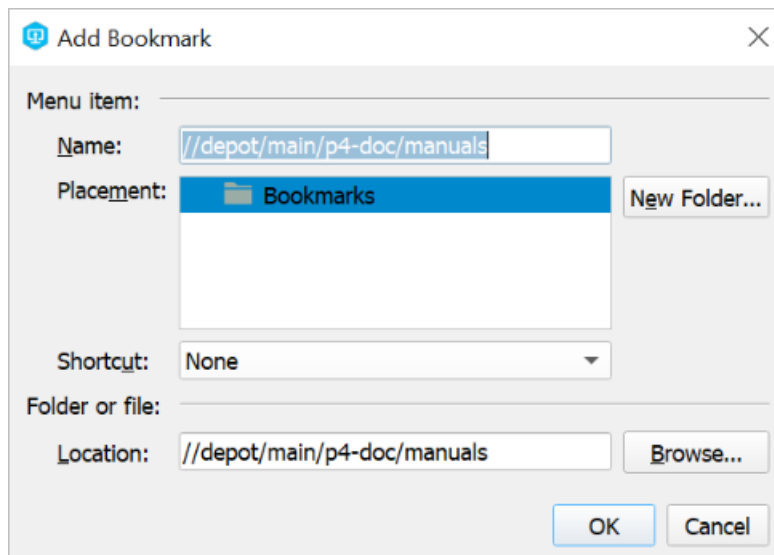 Add Bookmark
Menu item:
Name: //depot/main/p4-doc/manuals
Placement: Bookmarks New Folder...
Shortcut: None
Folder or file:
Location: //depot/main/p4-doc/manuals Browse...
OK Cancel